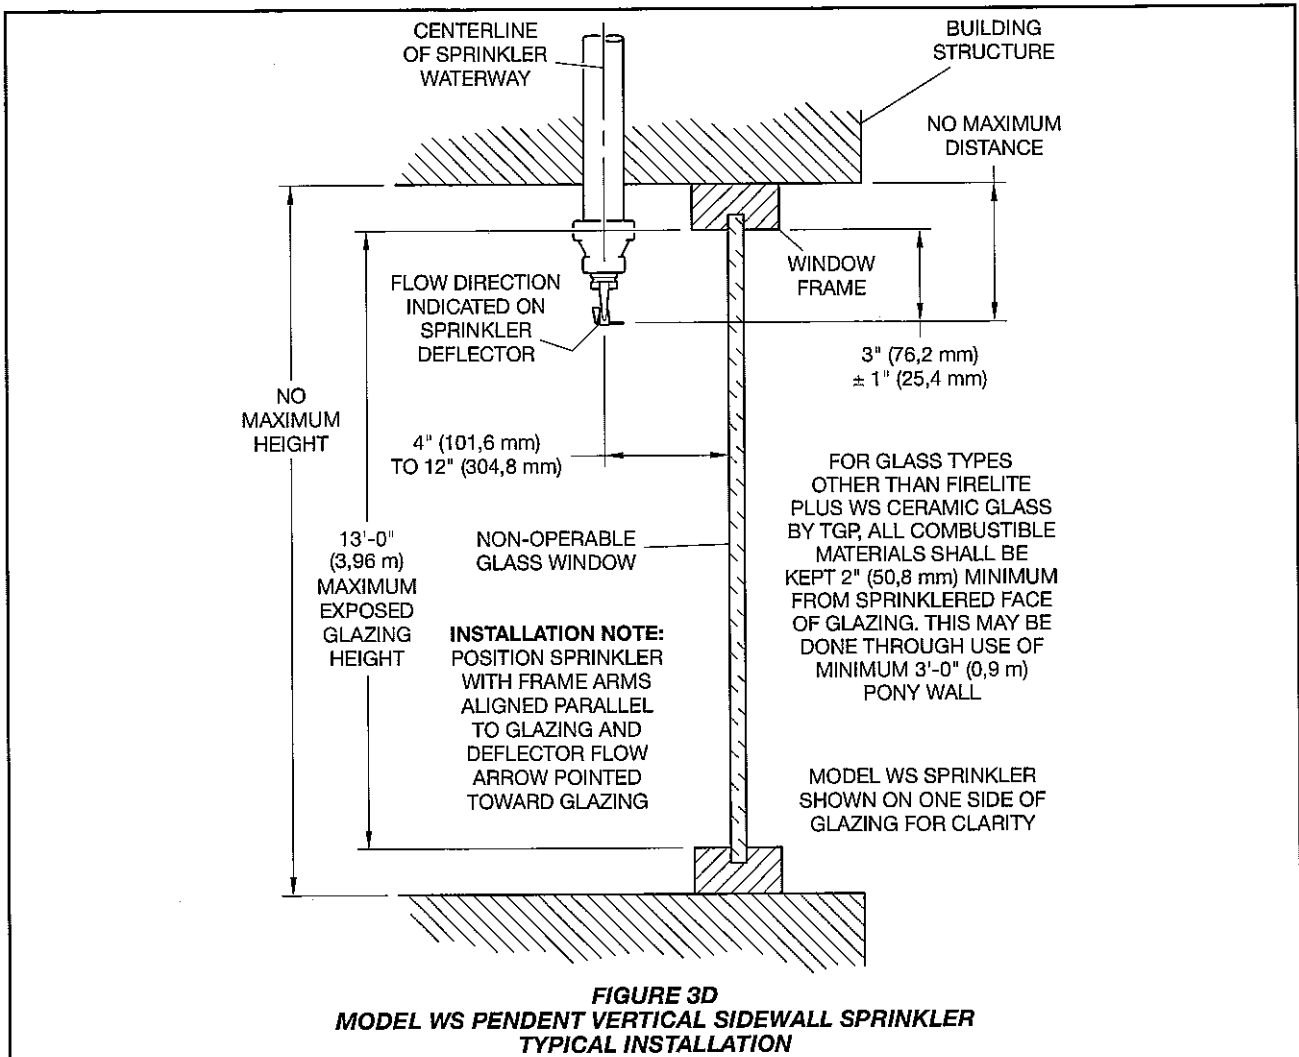 CENTERLINE
OF SPRINKLER
WATERWAY
BUILDING
STRUCTURE
NO MAXIMUM
DISTANCE
WINDOW
FRAME
FLOW DIRECTION
INDICATED ON
SPRINKLER
DEFLECTOR
3" (76,2 mm)
± 1" (25,4 mm)
NO
MAXIMUM
HEIGHT
4" (101,6 mm)
TO 12" (304,8 mm)
13'-0"
(3,96 m)
MAXIMUM
EXPOSED
GLAZING
HEIGHT
NON-OPERABLE
GLASS WINDOW
FOR GLASS TYPES
OTHER THAN FIRELITE
PLUS WS CERAMIC GLASS
BY TGP, ALL COMBUSTIBLE
MATERIALS SHALL BE
KEPT 2" (50,8 mm) MINIMUM
FROM SPRINKLERED FACE
OF GLAZING. THIS MAY BE
DONE THROUGH USE OF
MINIMUM 3'-0" (0,9 m)
PONY WALL
INSTALLATION NOTE:
POSITION SPRINKLER
WITH FRAME ARMS
ALIGNED PARALLEL
TO GLAZING AND
DEFLECTOR FLOW
ARROW POINTED
TOWARD GLAZING
MODEL WS SPRINKLER
SHOWN ON ONE SIDE OF
GLAZING FOR CLARITY
FIGURE 3D
MODEL WS PENDENT VERTICAL SIDEWALL SPRINKLER
TYPICAL INSTALLATION